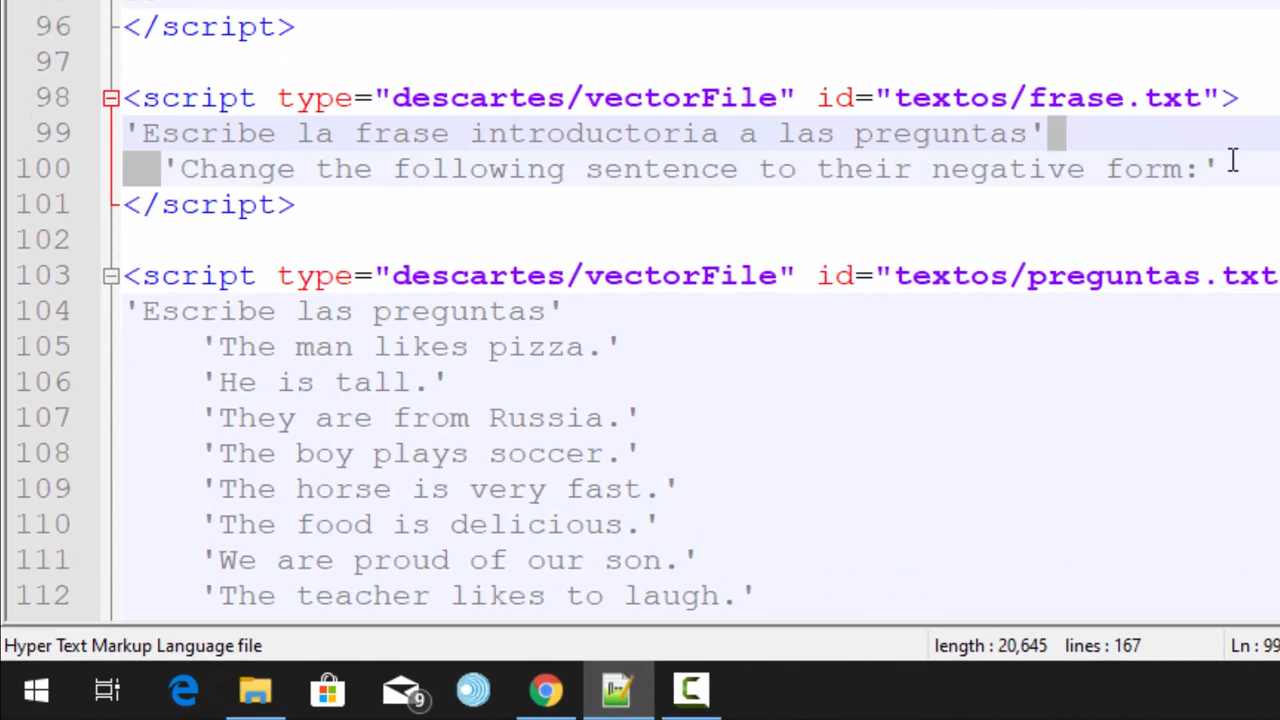 96 </script>
97
98 <script type="descartes/vectorFile" id="textos/frase.txt">
99 'Escribe la frase introductoria a las preguntas'
100 'Change the following sentence to their negative form:'
101 </script>
102
103 <script type="descartes/vectorFile" id="textos/preguntas.txt
104 'Escribe las preguntas'
105 'The man likes pizza.'
106 'He is tall.'
107 'They are from Russia.'
108 'The boy plays soccer.'
109 'The horse is very fast.'
110 'The food is delicious.'
111 'We are proud of our son.'
112 'The teacher likes to laugh.'
Hyper Text Markup Language file length : 20,645 lines : 167 Ln : 99
9